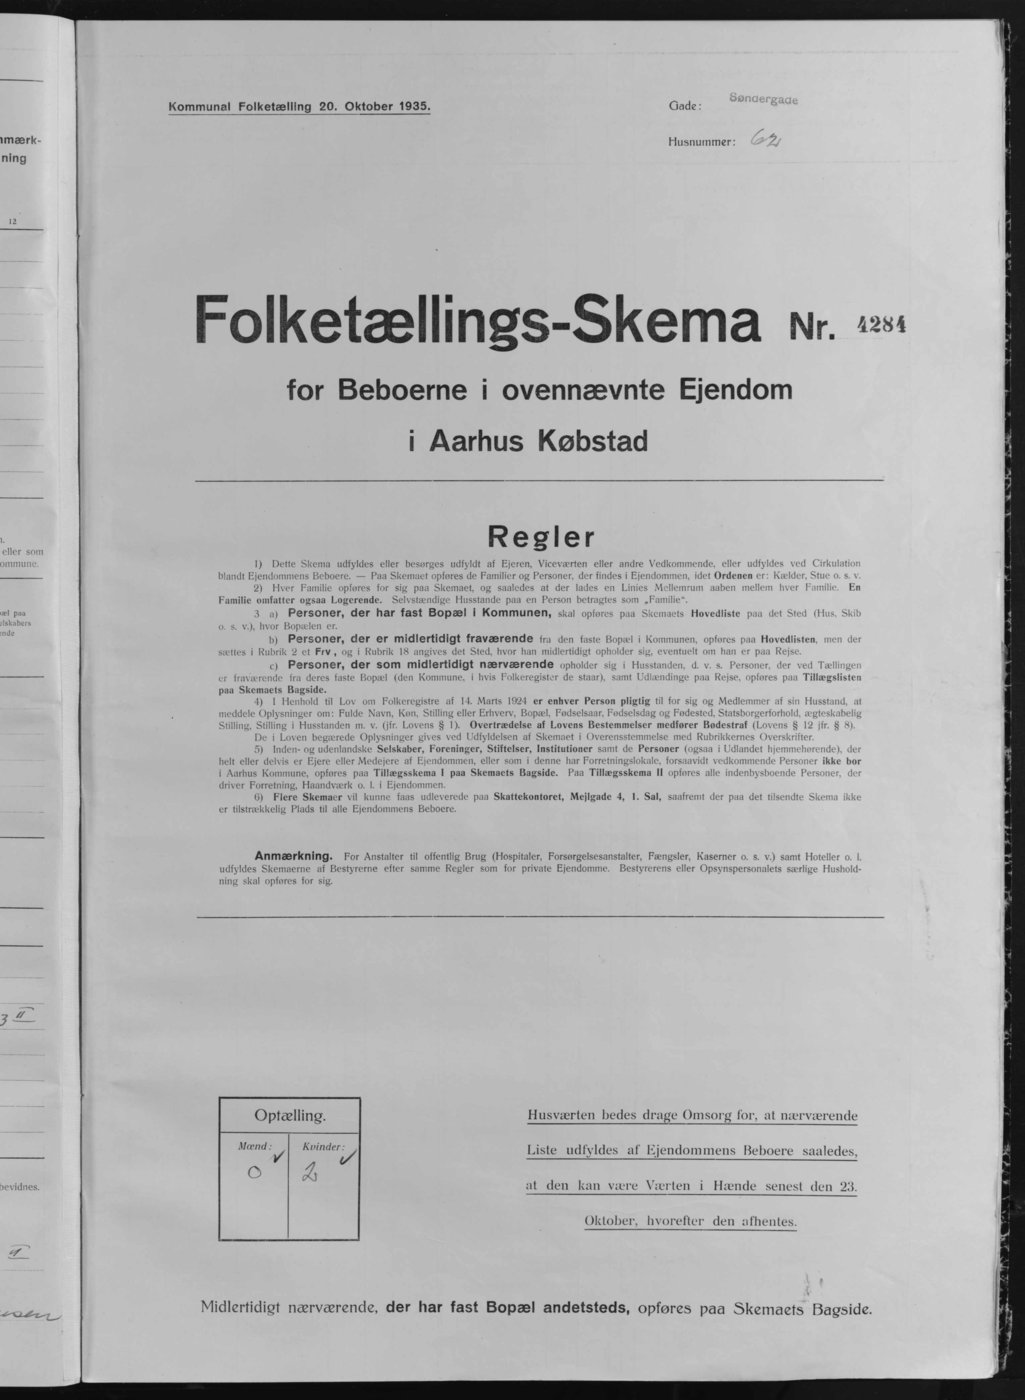 Kommunal Folketælling 20. Oktober 1935.
Gade: Søndergade
Husnummer: 62
mærk-
ning
12
Folketællings-Skema Nr. 4284
for Beboerne i ovennævnte Ejendom
i Aarhus Købstad
Regler
1) Dette Skema udfyldes eller besørges udfyldt af Ejeren, Viceværten eller andre Vedkommende, eller udfyldes ved Cirkulation
blandt Ejendommens Beboere. — Paa Skemaet opføres de Familier og Personer, der findes i Ejendommen, idet Ordenen er: Kælder, Stue o. s. v.
2) Hver Familie opføres for sig paa Skemaet, og saaledes at der lades en Linies Mellemrum aaben mellem hver Familie. En
Familie omfatter ogsaa Logerende. Selvstændige Husstande paa en Person betragtes som „Familie“.
3 a) Personer, der har fast Bopæl i Kommunen, skal opføres paa Skemaets Hovedliste paa det Sted (Hus, Skib
o. s. v.), hvor Bopælen er.
b) Personer, der er midlertidigt fraværende fra den faste Bopæl i Kommunen, opføres paa Hovedlisten, men der
sættes i Rubrik 2 et Frv, og i Rubrik 18 angives det Sted, hvor han midlertidigt opholder sig, eventuelt om han er paa Rejse.
c) Personer, der som midlertidigt nærværende opholder sig i Husstanden, d. v. s. Personer, der ved Tællingen
er fraværende fra deres faste Bopæl (den Kommune, i hvis Folkeregister de staar), samt Udlændinge paa Rejse, opføres paa Tillægslisten
paa Skemaets Bagside.
4) I Henhold til Lov om Folkeregistre af 14. Marts 1924 er enhver Person pligtig til for sig og Medlemmer af sin Husstand, at
meddele Oplysninger om: Fulde Navn, Køn, Stilling eller Erhverv, Bopæl, Fødselsaar, Fødselsdag og Fødested, Statsborgerforhold, ægteskabelig
Stilling, Stilling i Husstanden m. v. (jfr. Lovens § 1). Overtrædelse af Lovens Bestemmelser medfører Bødestraf (Lovens § 12 jfr. § 8).
De i Loven begærede Oplysninger gives ved Udfyldelsen af Skemaet i Overensstemmelse med Rubrikkernes Overskrifter.
5) Inden- og udenlandske Selskaber, Foreninger, Stiftelser, Institutioner samt de Personer (ogsaa i Udlandet hjemmehørende), der
helt eller delvis er Ejere eller Medejere af Ejendommen, eller som i denne har Forretningslokale, forsaavidt vedkommende Personer ikke bor
i Aarhus Kommune, opføres paa Tillægsskema I paa Skemaets Bagside. Paa Tillægsskema II opføres alle indenbysboende Personer, der
driver Forretning, Haandværk o. l. i Ejendommen.
6) Flere Skemaer vil kunne faas udleverede paa Skattekontoret, Mejlgade 4, 1. Sal, saafremt der paa det tilsendte Skema ikke
er tilstrækkelig Plads til alle Ejendommens Beboere.
Anmærkning. For Anstalter til offentlig Brug (Hospitaler, Forsørgelsesanstalter, Fængsler, Kaserner o. s. v.) samt Hoteller o. l.
udfyldes Skemaerne af Bestyrerne efter samme Regler som for private Ejendomme. Bestyrerens eller Opsynspersonalets særlige Hushold-
ning skal opføres for sig.
eller som
ommune.
æl paa
elskabers
ende
3 II
bevidnes.
Optælling.
Mænd: Kvinder:
0 2
Husværten bedes drage Omsorg for, at nærværende
Liste udfyldes af Ejendommens Beboere saaledes,
at den kan være Værten i Hænde senest den 23.
Oktober, hvorefter den afhentes.
Midlertidigt nærværende, der har fast Bopæl andetsteds, opføres paa Skemaets Bagside.